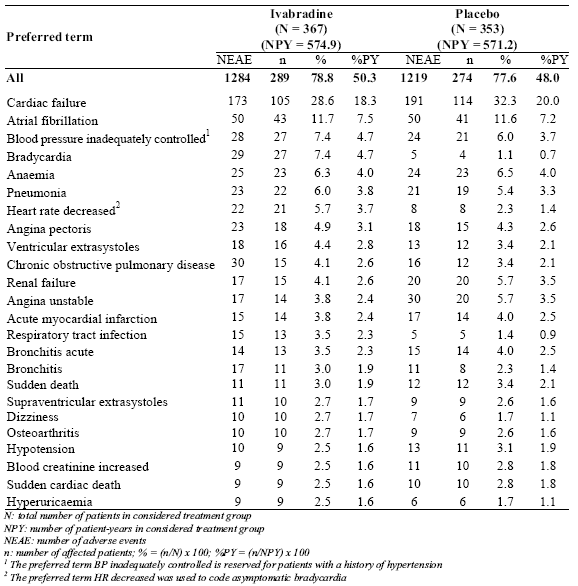 Preferred term Ivabradine (N = 367) (NPY = 574.9) Placebo (N = 353) (NPY = 571.2)
NEAE n % %PY NEAE n % %PY
All 1284 289 78.8 50.3 1219 274 77.6 48.0
Cardiac failure 173 105 28.6 18.3 191 114 32.3 20.0
Atrial fibrillation 50 43 11.7 7.5 50 41 11.6 7.2
Blood pressure inadequately controlled1 28 27 7.4 4.7 24 21 6.0 3.7
Bradycardia 29 27 7.4 4.7 5 4 1.1 0.7
Anaemia 25 23 6.3 4.0 24 23 6.5 4.0
Pneumonia 23 22 6.0 3.8 21 19 5.4 3.3
Heart rate decreased2 22 21 5.7 3.7 8 8 2.3 1.4
Angina pectoris 23 18 4.9 3.1 18 15 4.3 2.6
Ventricular extrasystoles 18 16 4.4 2.8 13 12 3.4 2.1
Chronic obstructive pulmonary disease 30 15 4.1 2.6 16 12 3.4 2.1
Renal failure 17 15 4.1 2.6 20 20 5.7 3.5
Angina unstable 17 14 3.8 2.4 30 20 5.7 3.5
Acute myocardial infarction 15 14 3.8 2.4 17 14 4.0 2.5
Respiratory tract infection 15 13 3.5 2.3 5 5 1.4 0.9
Bronchitis acute 14 13 3.5 2.3 15 14 4.0 2.5
Bronchitis 17 11 3.0 1.9 11 8 2.3 1.4
Sudden death 11 11 3.0 1.9 12 12 3.4 2.1
Supraventricular extrasystoles 11 10 2.7 1.7 9 9 2.6 1.6
Dizziness 10 10 2.7 1.7 7 6 1.7 1.1
Osteoarthritis 10 10 2.7 1.7 9 9 2.6 1.6
Hypotension 10 9 2.5 1.6 13 11 3.1 1.9
Blood creatinine increased 9 9 2.5 1.6 11 10 2.8 1.8
Sudden cardiac death 9 9 2.5 1.6 10 10 2.8 1.8
Hyperuricaemia 9 9 2.5 1.6 6 6 1.7 1.1
N: total number of patients in considered treatment group
NPY: number of patient-years in considered treatment group
NEAE: number of adverse events
n: number of affected patients; % = (n/N) x 100; %PY = (n/NPY) x 100
1 The preferred term BP inadequately controlled is reserved for patients with a history of hypertention
2 The preferred term HR decreased was used to code asymptomatic bradycardia